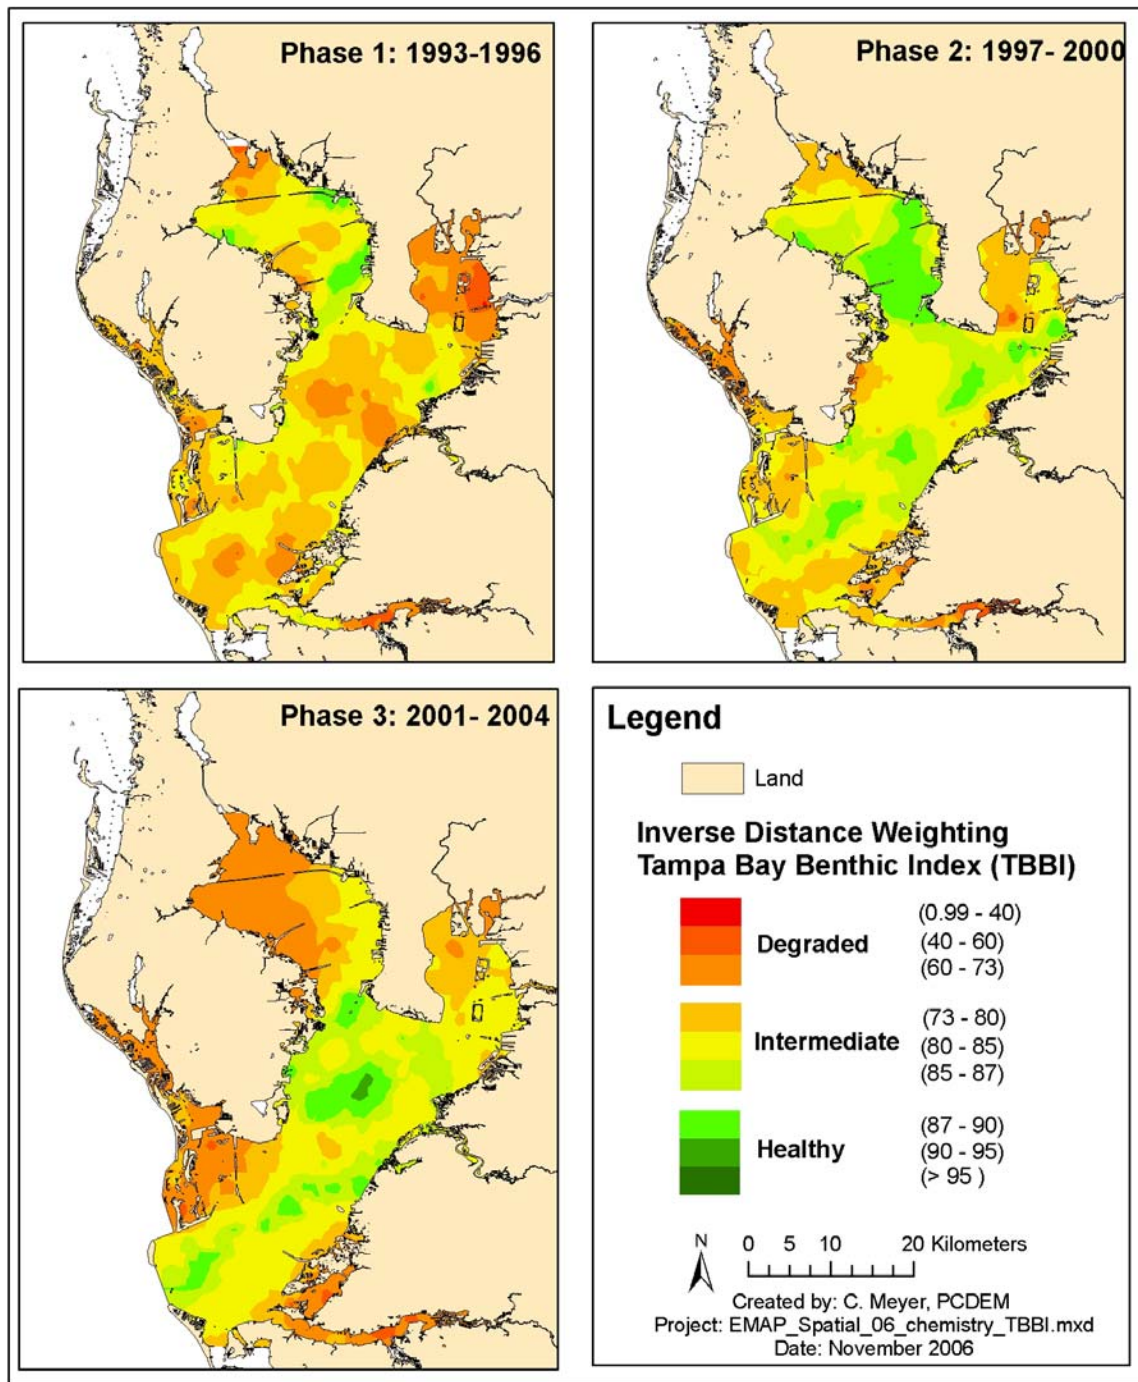 Phase 1: 1993-1996
Phase 2: 1997- 2000
Phase 3: 2001- 2004
Legend
Land
Inverse Distance Weighting
Tampa Bay Benthic Index (TBBI)
Degraded
(0.99 - 40)
(40 - 60)
(60 - 73)
Intermediate
(73 - 80)
(80 - 85)
(85 - 87)
Healthy
(87 - 90)
(90 - 95)
(> 95 )
N
0 5 10 20 Kilometers
Created by: C. Meyer, PCDEM
Project: EMAP_Spatial_06_chemistry_TBBI.mxd
Date: November 2006